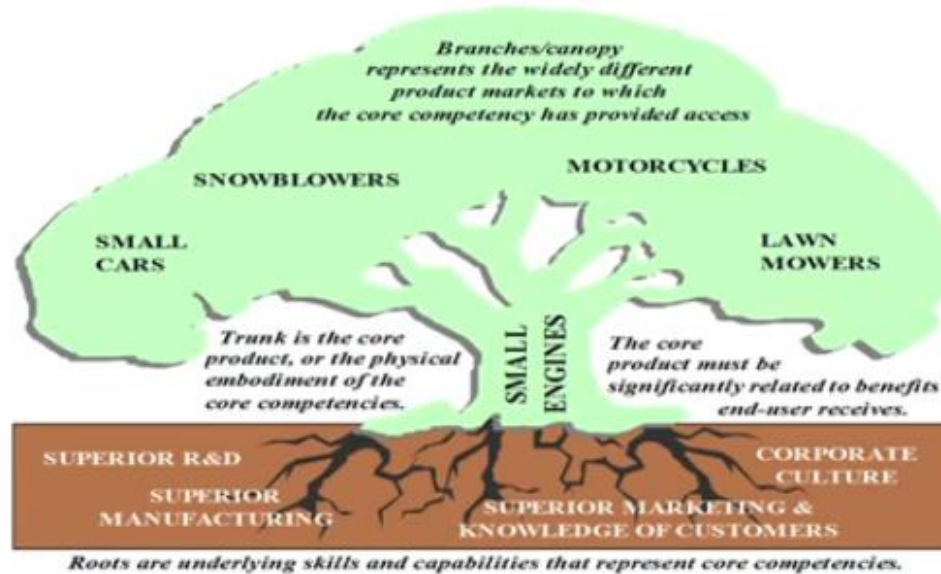 Branches/canopy
represents the widely different
product markets to which
the core competency has provided access
SNOWBLOWERS
MOTORCYCLES
SMALL
CARS
LAWN
MOWERS
Trunk is the core
product, or the physical
embodiment of the
core competencies.
SMALL
ENGINES
The core
product must be
significantly related to benefits
end-user receives.
SUPERIOR R&D
CORPORATE
CULTURE
SUPERIOR
MANUFACTURING
SUPERIOR MARKETING &
KNOWLEDGE OF CUSTOMERS
Roots are underlying skills and capabilities that represent core competencies.